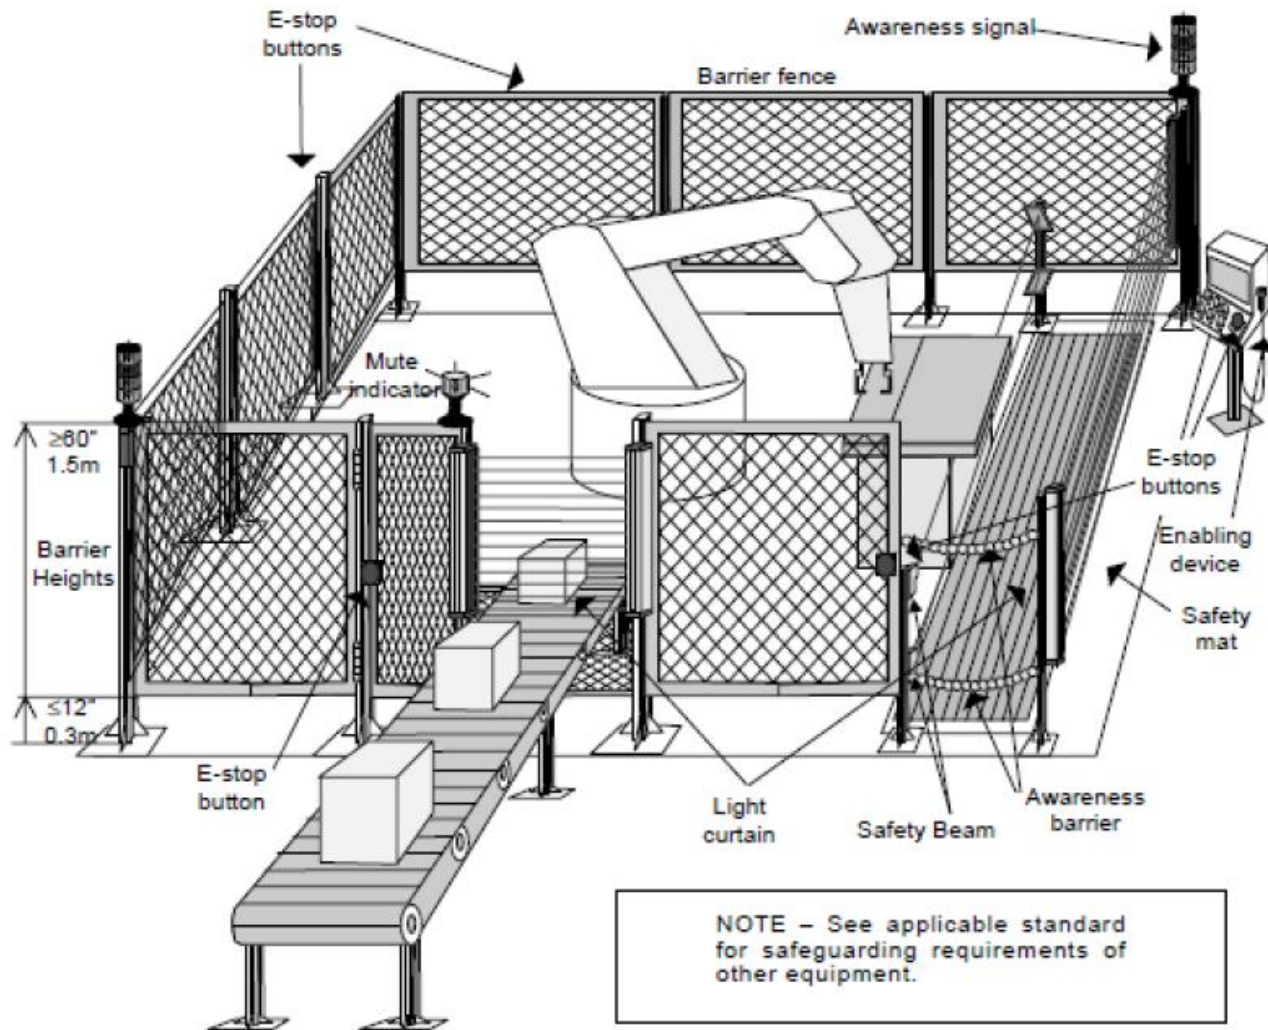 E-stop
buttons
Awareness signal
Barrier fence
Mute
indicator
≥60"
1.5m
Barrier
Heights
≤12"
0.3m
E-stop
buttons
Enabling
device
Safety
mat
E-stop
button
Light
curtain
Safety Beam
Awareness
barrier
NOTE – See applicable standard
for safeguarding requirements of
other equipment.